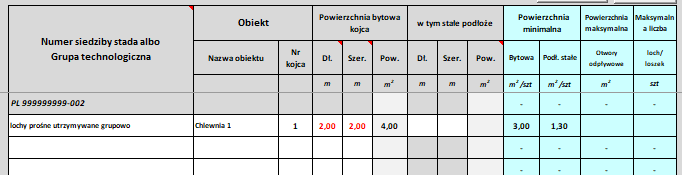 Numer siedziby stada albo
Grupa technologiczna
Obiekt
Powierzchnia bytowa
kojca
w tym stałe podłoże
Powierzchnia
minimalna
Powierzchnia
maksymalna
Maksymaln
a liczba
Nazwa obiektu
Nr
kojca
Dł.
Szer.
Pow.
Dł.
Szer.
Pow.
Bytowa
Podł. stałe
Otwory
odpływowe
loch/
loszek
m
m
m²
m
m
m²
m²/szt
m²/szt
m²
szt
PL 999999999-002
-
-
-
-
lochy prośne utrzymywane grupowo
Chlewnia 1
1
2,00
2,00
4,00
3,00
1,30
-
-
-
-
-
-